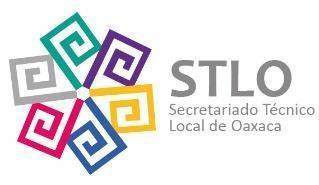 STLO
Secretariado Técnico
Local de Oaxaca